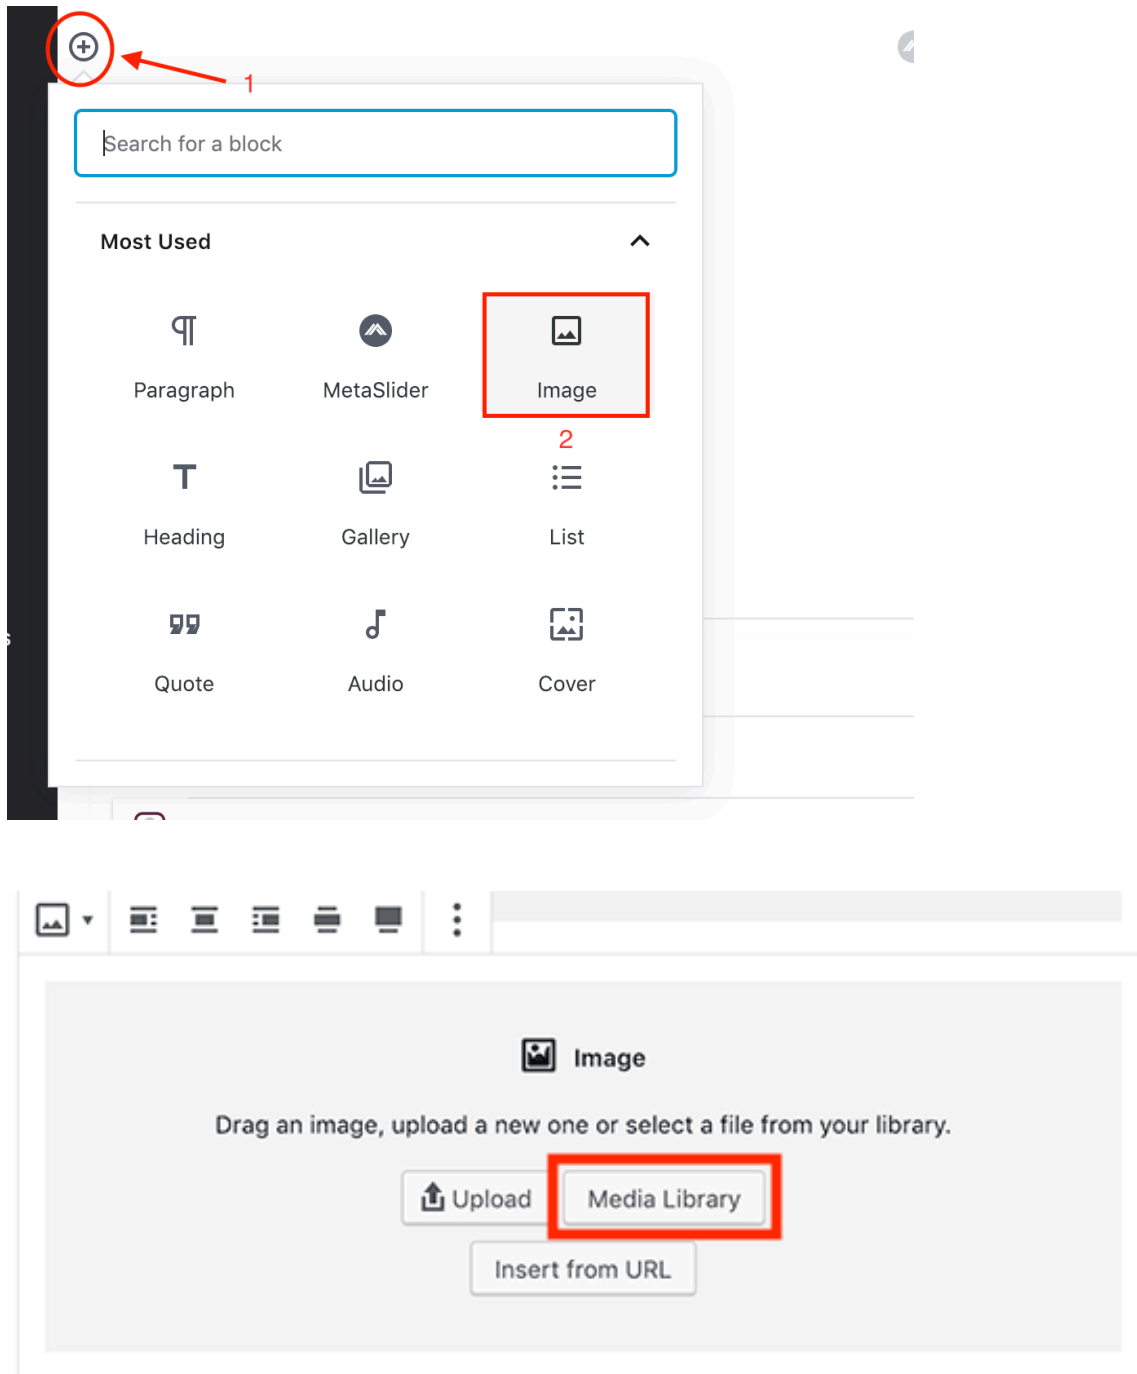 1
Search for a block
Most Used
Paragraph MetaSlider Image
2
Heading Gallery List
s
Quote Audio Cover
Image
Drag an image, upload a new one or select a file from your library.
Upload Media Library
Insert from URL